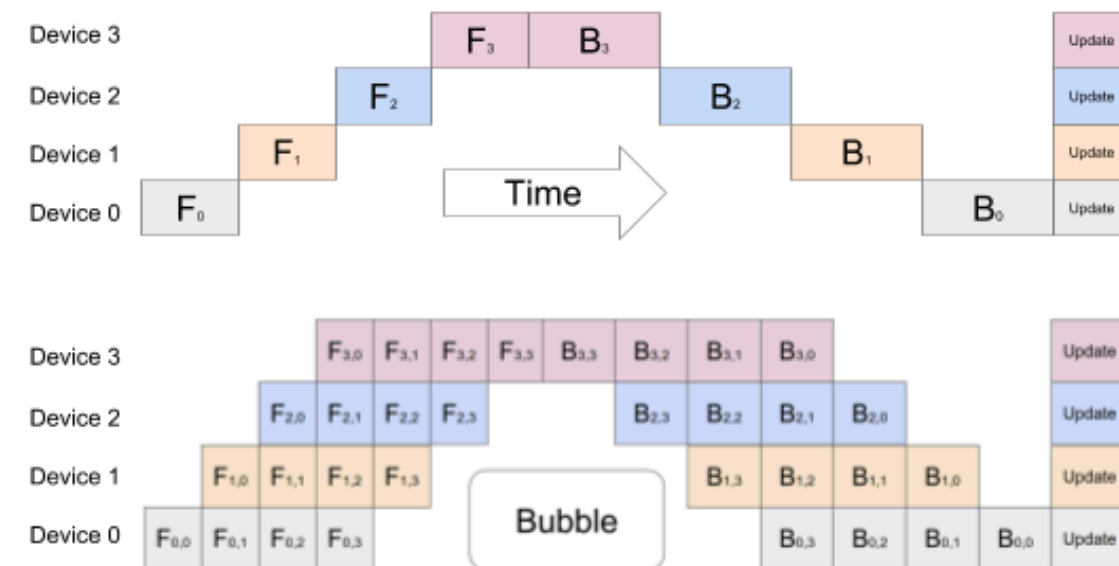 Device 3 F₃ B₃ Update
Device 2 F₂ B₂ Update
Device 1 F₁ B₁ Update
Time
Device 0 F₀ B₀ Update
Device 3 F₃,₀ F₃,₁ F₃,₂ F₃,₃ B₃,₃ B₃,₂ B₃,₁ B₃,₀ Update
Device 2 F₂,₀ F₂,₁ F₂,₂ F₂,₃ B₂,₃ B₂,₂ B₂,₁ B₂,₀ Update
Device 1 F₁,₀ F₁,₁ F₁,₂ F₁,₃ B₁,₃ B₁,₂ B₁,₁ B₁,₀ Update
Bubble
Device 0 F₀,₀ F₀,₁ F₀,₂ F₀,₃ B₀,₃ B₀,₂ B₀,₁ B₀,₀ Update